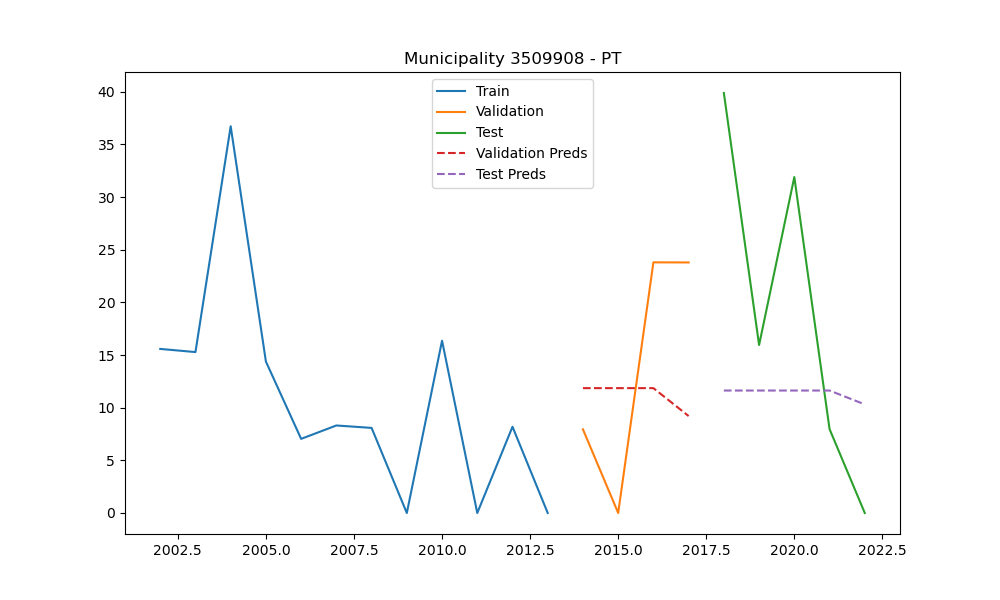 Municipality 3509908 - PT
Train
Validation
Test
Validation Preds
Test Preds
40
35
30
25
20
15
10
5
0
2002.5 2005.0 2007.5 2010.0 2012.5 2015.0 2017.5 2020.0 2022.5